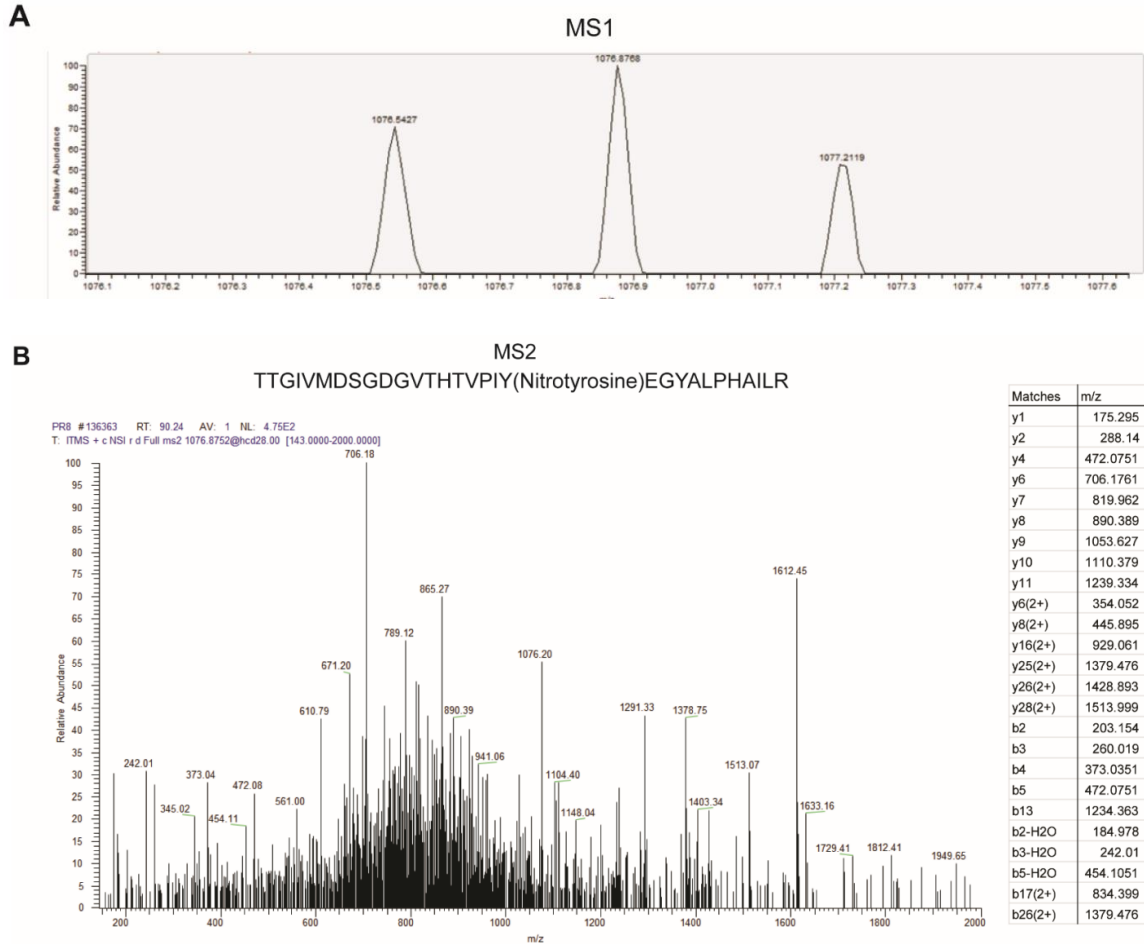 A
MS1
1076.8768
1076.5427
1077.2119
Relative Abundance
100
90
80
70
60
50
40
30
20
10
0
1076.1 1076.2 1076.3 1076.4 1076.5 1076.6 1076.7 1076.8 1076.9 1077.0 1077.1 1077.2 1077.3 1077.4 1077.5 1077.6
B
MS2
TTGIVMDSGDGVTHTVPIY(Nitrotyrosine)EGYALPHAILR
PR8 #136363 RT: 90.24 AV: 1 NL: 4.75E2
T: ITMS + c NSI r d Full ms2 1076.8752@hcd28.00 [143.0000-2000.0000]
Relative Abundance
100
95
90
85
80
75
70
65
60
55
50
45
40
35
30
25
20
15
10
5
0
706.18
1612.45
865.27
789.12
1076.20
671.20
610.79
890.39
1291.33
1378.75
941.06
242.01
373.04
1513.07
1104.40
472.08
345.02
454.11
561.00
1148.04
1403.34
1633.16
1729.41
1812.41
1949.65
200 400 600 800 1000 1200 1400 1600 1800 2000
m/z
Matches m/z
y1 175.295
y2 288.14
y4 472.0751
y6 706.1761
y7 819.962
y8 890.389
y9 1053.627
y10 1110.379
y11 1239.334
y6(2+) 354.052
y8(2+) 445.895
y16(2+) 929.061
y25(2+) 1379.476
y26(2+) 1428.893
y28(2+) 1513.999
b2 203.154
b3 260.019
b4 373.0351
b5 472.0751
b13 1234.363
b2-H2O 184.978
b3-H2O 242.01
b5-H2O 454.1051
b17(2+) 834.399
b26(2+) 1379.476